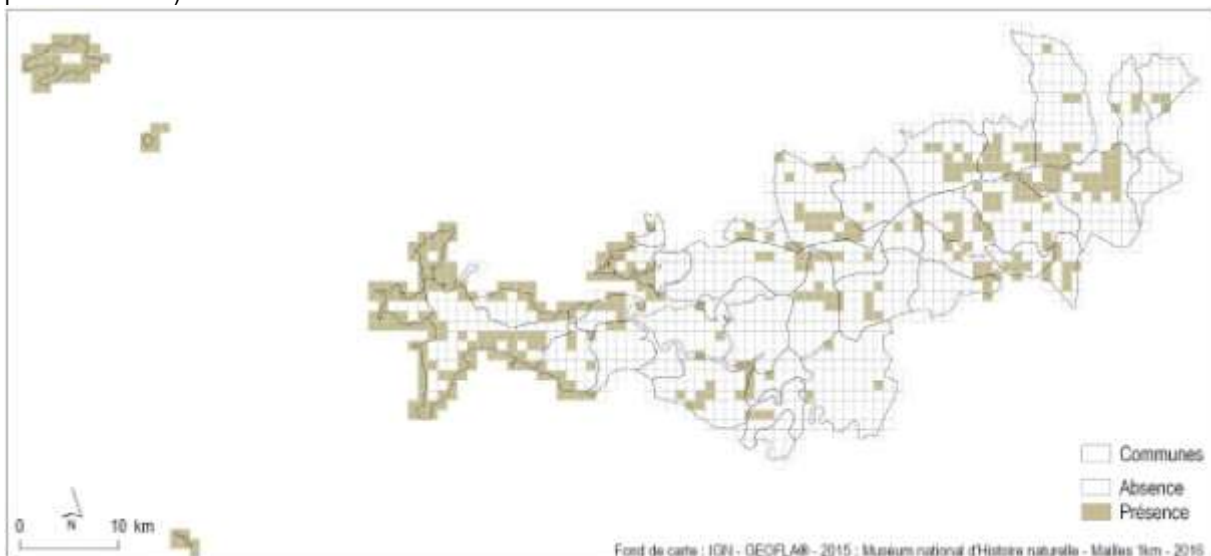 Communes
Absence
Présence
0 N 10 km
Fond de carte : IGN - GEOFLA® - 2015 ; Muséum national d'Histoire naturelle - Mailles 1km - 2016